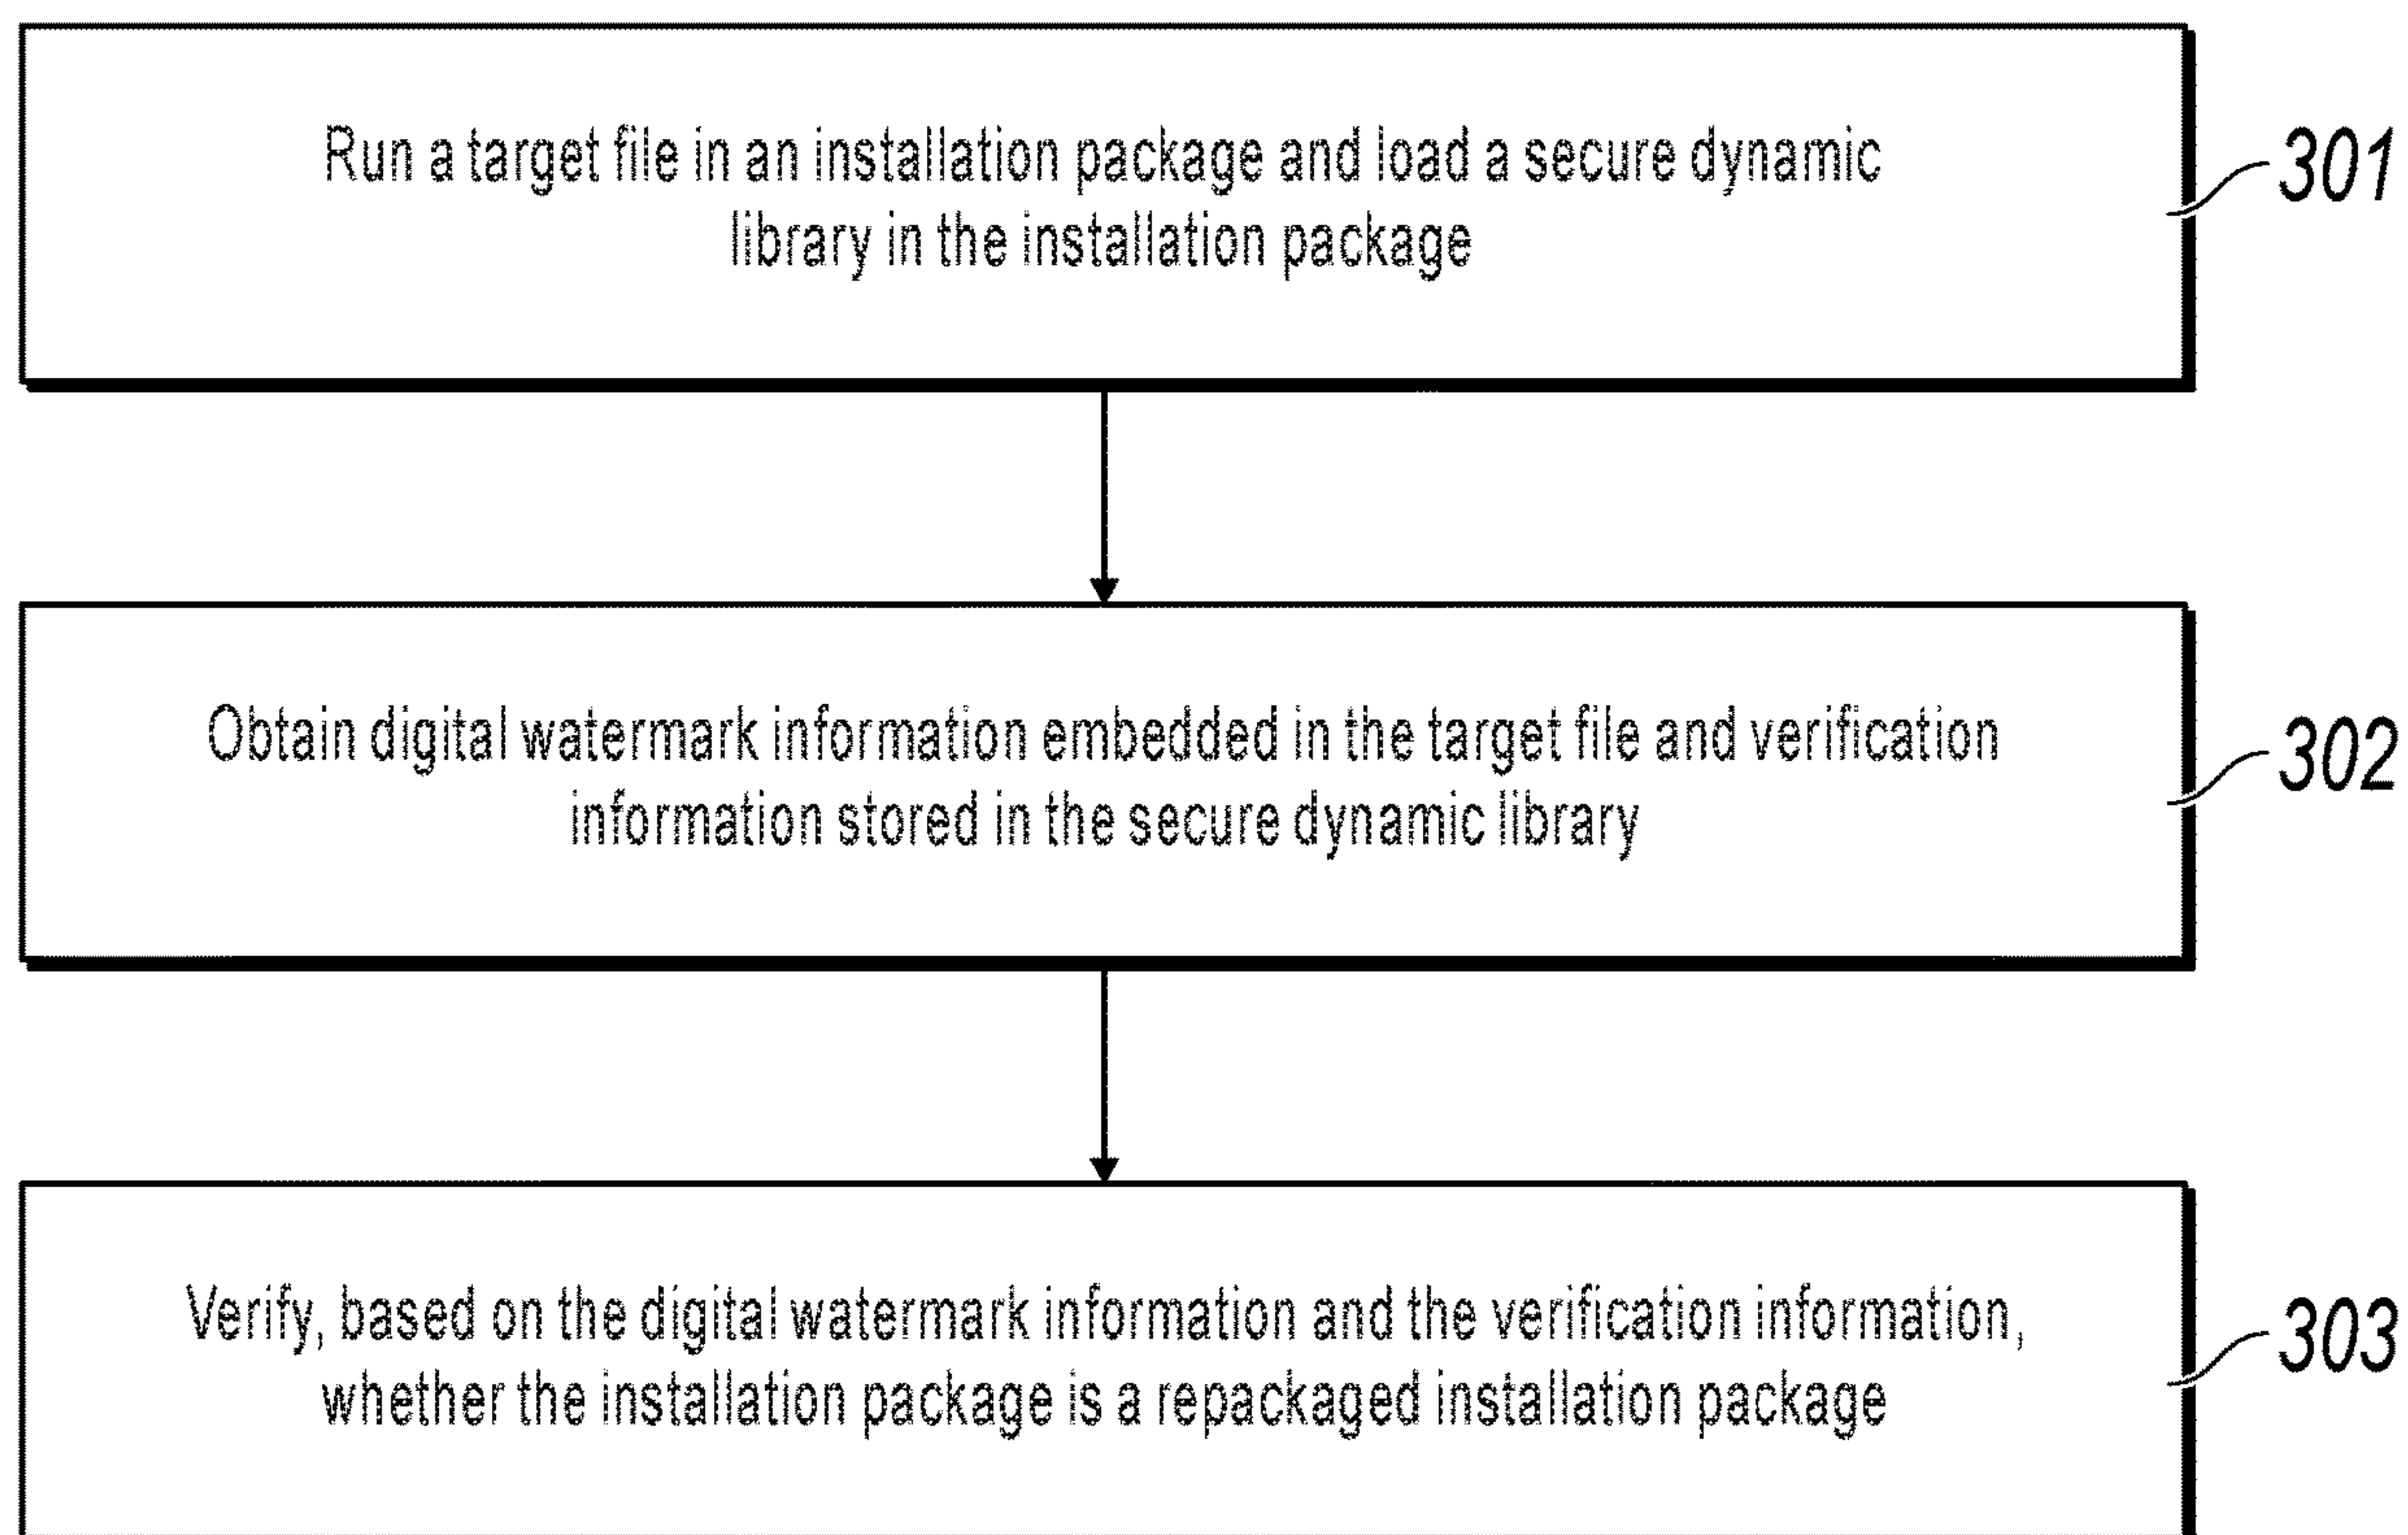 Run a target file in an installation package and load a secure dynamic
library in the installation package
301
Obtain digital watermark information embedded in the target file and verification
information stored in the secure dynamic library
302
Verify, based on the digital watermark information and the verification information,
whether the installation package is a repackaged installation package
303